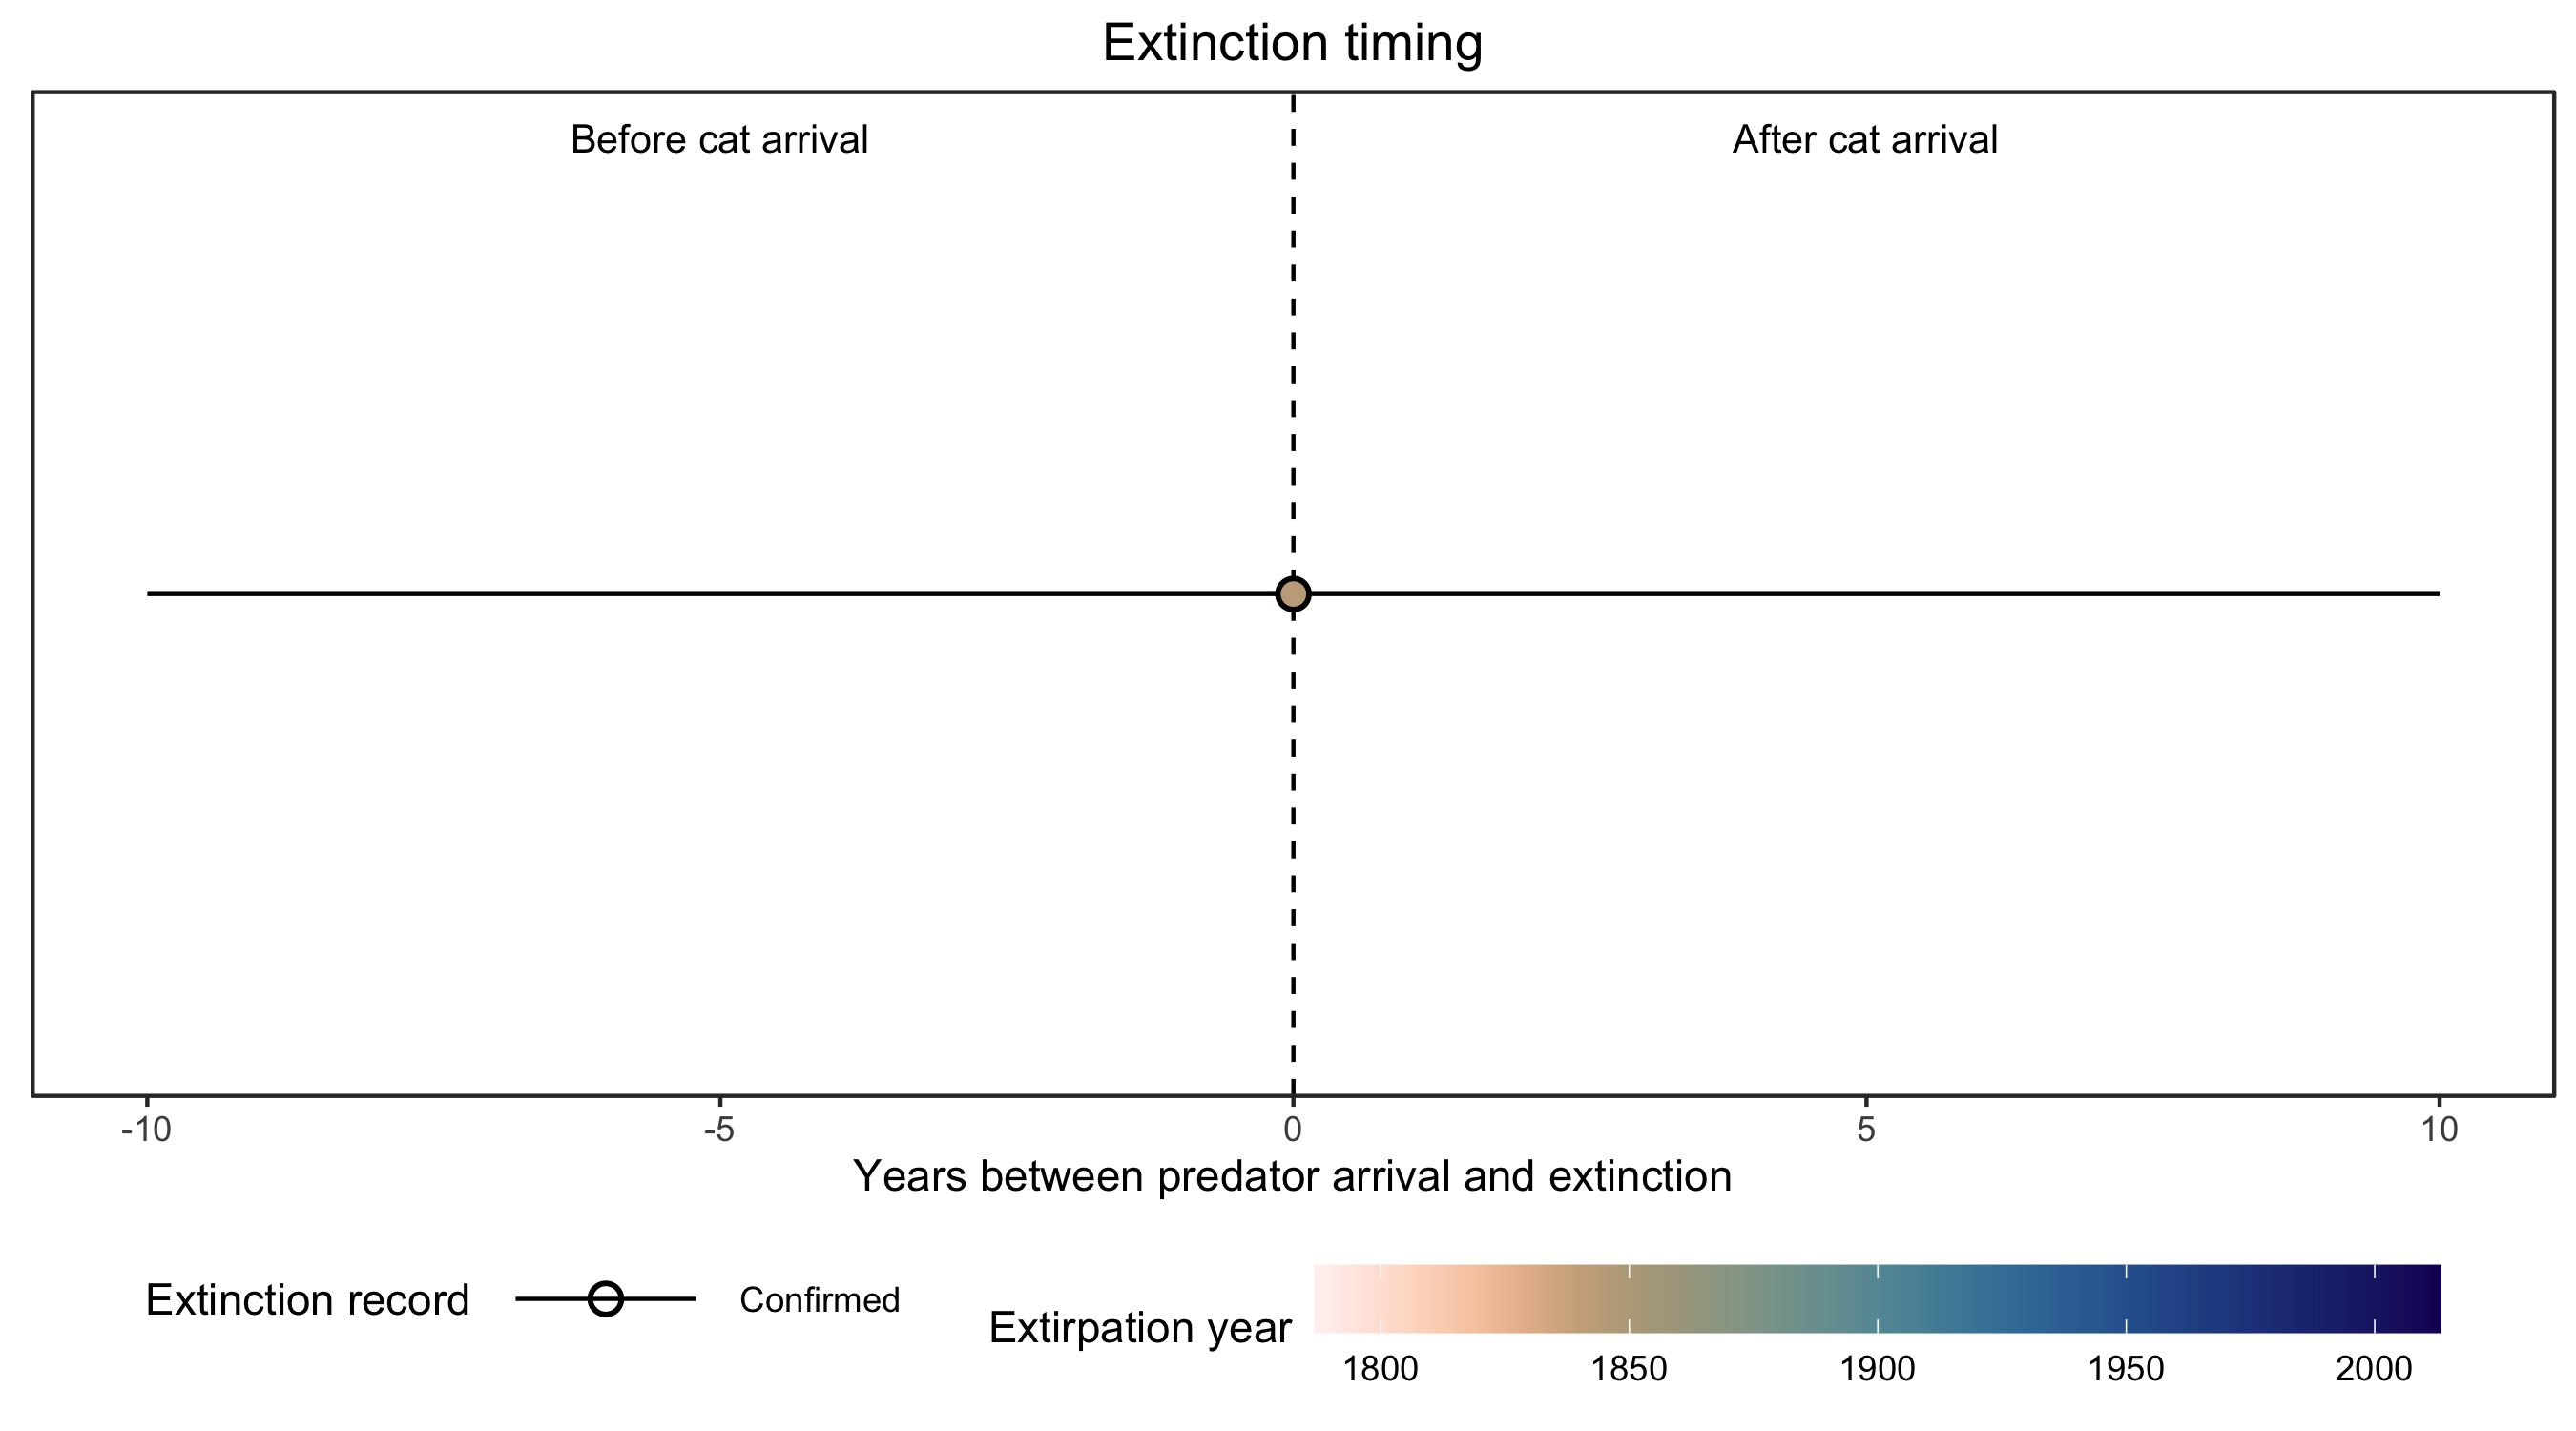 Extinction timing
Before cat arrival
After cat arrival
-10
-5
0
5
10
Years between predator arrival and extinction
Extinction record
Confirmed
Extirpation year
1800
1850
1900
1950
2000